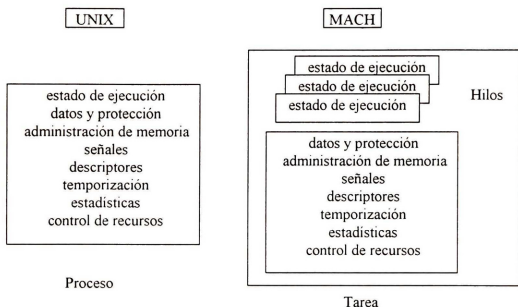 UNIX
estado de ejecución
datos y protección
administración de memoria
señales
descriptores
temporización
estadísticas
control de recursos
Proceso
MACH
estado de ejecución
estado de ejecución
estado de ejecución
Hilos
datos y protección
administración de memoria
señales
descriptores
temporización
estadísticas
control de recursos
Tarea